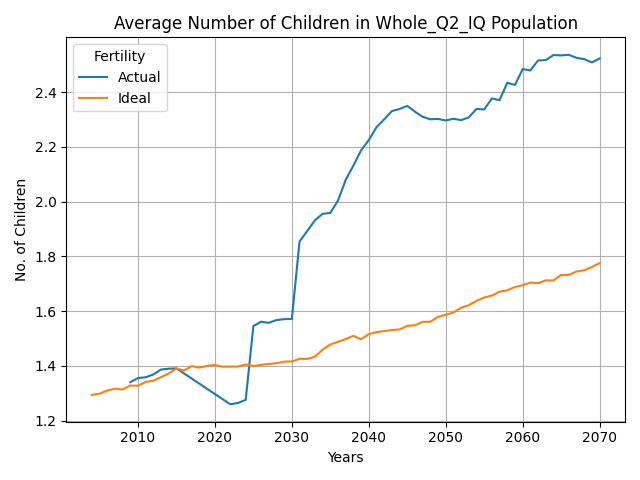 Average Number of Children in Whole_Q2_IQ Population
Fertility
Actual
Ideal
No. of Children
2.4
2.2
2.0
1.8
1.6
1.4
1.2
2010 2020 2030 2040 2050 2060 2070
Years